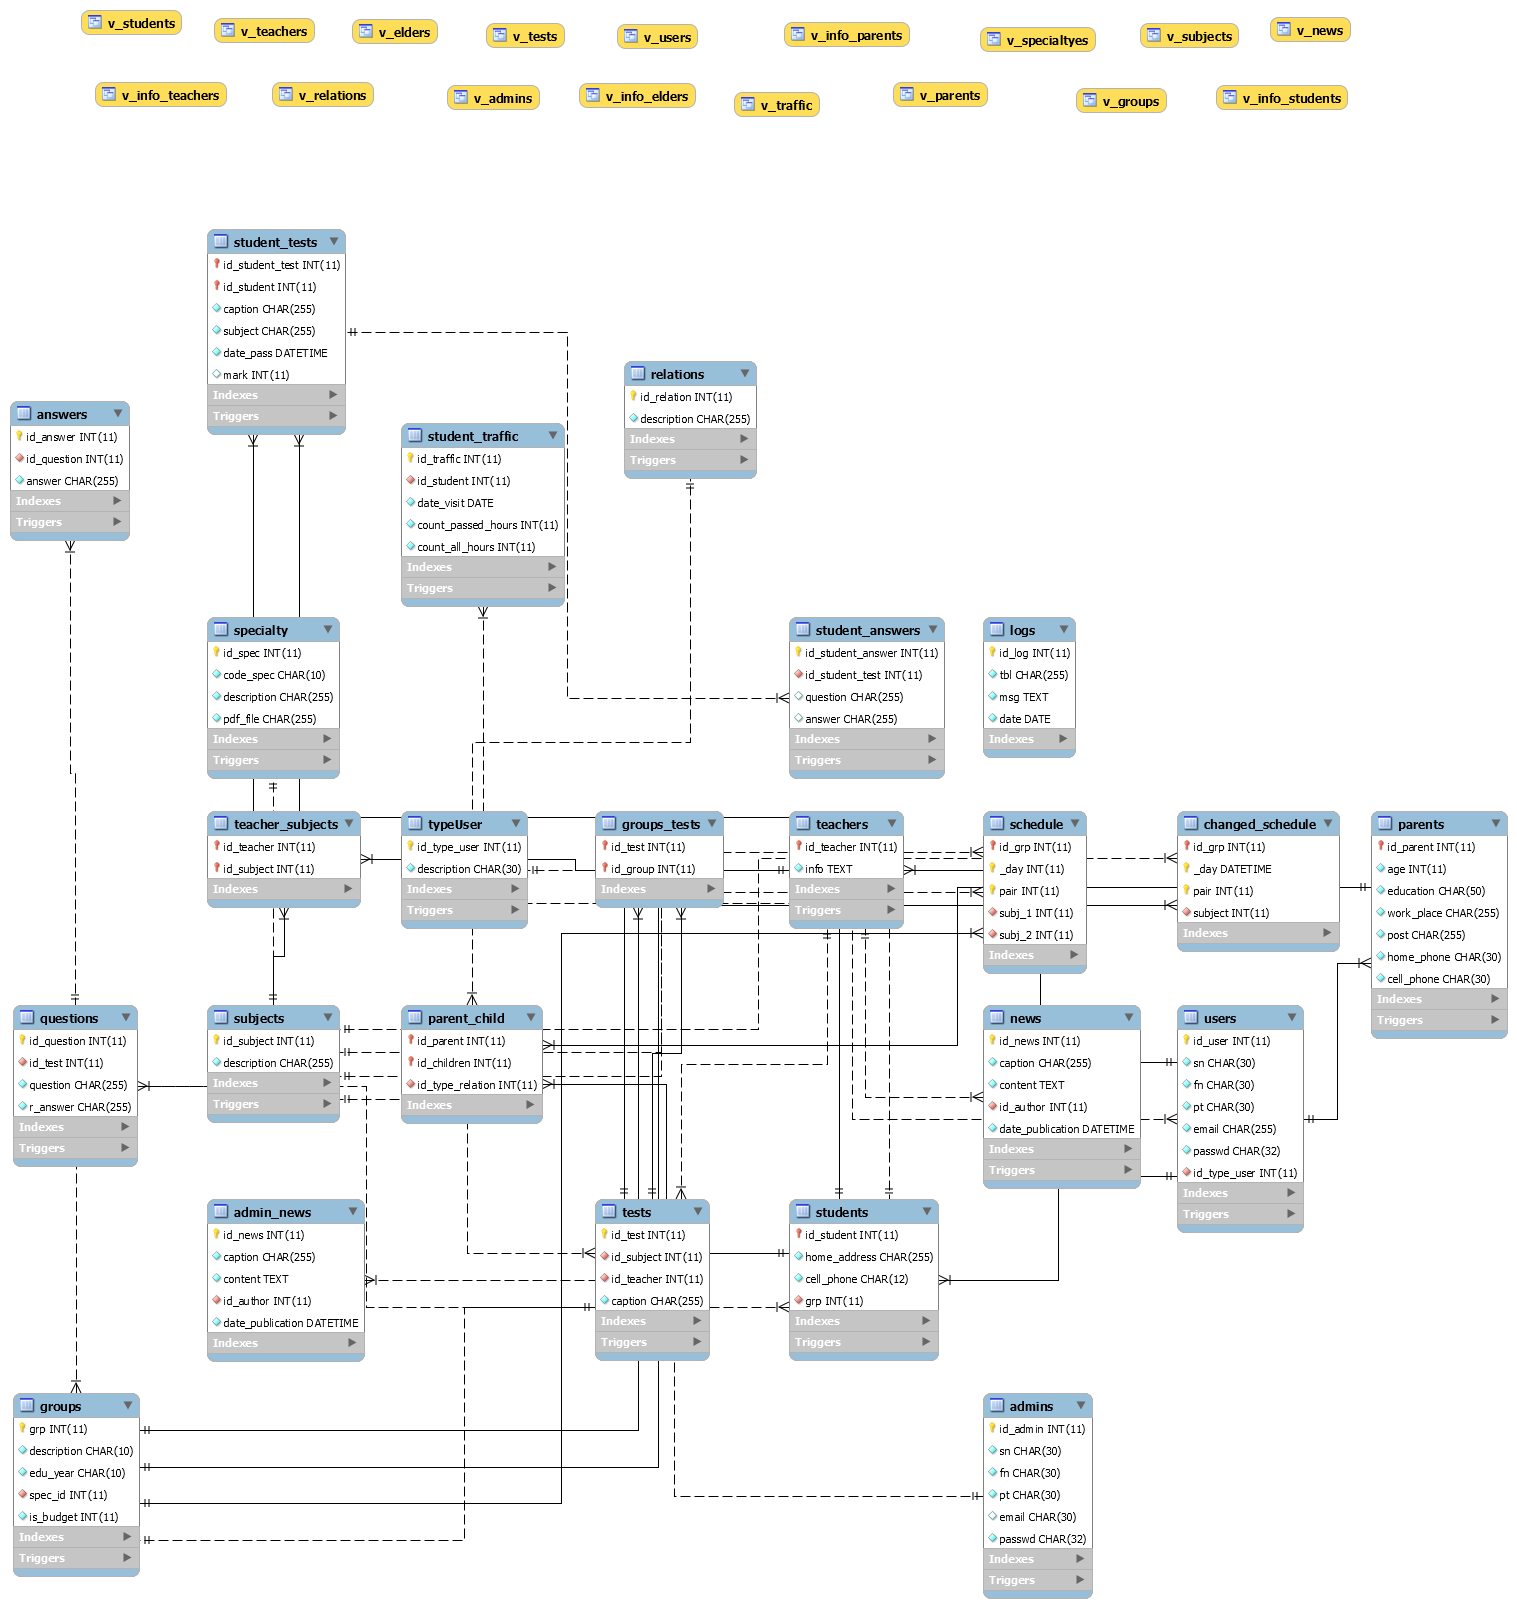 v_students
v_teachers
v_elders
v_tests
v_users
v_info_parents
v_specialtyes
v_subjects
v_news
v_info_teachers
v_relations
v_admins
v_info_elders
v_traffic
v_parents
v_groups
v_info_students
student_tests
id_student_test INT(11)
id_student INT(11)
caption CHAR(255)
subject CHAR(255)
date_pass DATETIME
mark INT(11)
Indexes
Triggers
relations
id_relation INT(11)
description CHAR(255)
Indexes
Triggers
answers
id_answer INT(11)
id_question INT(11)
answer CHAR(255)
Indexes
Triggers
student_traffic
id_traffic INT(11)
id_student INT(11)
date_visit DATE
count_passed_hours INT(11)
count_all_hours INT(11)
Indexes
Triggers
specialty
id_spec INT(11)
code_spec CHAR(10)
description CHAR(255)
pdf_file CHAR(255)
Indexes
Triggers
student_answers
id_student_answer INT(11)
id_student_test INT(11)
question CHAR(255)
answer CHAR(255)
Indexes
Triggers
logs
id_log INT(11)
tbl CHAR(255)
msg TEXT
date DATE
Indexes
teacher_subjects
id_teacher INT(11)
id_subject INT(11)
Indexes
typeUser
id_type_user INT(11)
description CHAR(30)
Indexes
Triggers
groups_tests
id_test INT(11)
id_group INT(11)
Indexes
teachers
id_teacher INT(11)
info TEXT
Indexes
Triggers
schedule
id_grp INT(11)
_day INT(11)
pair INT(11)
subj_1 INT(11)
subj_2 INT(11)
Indexes
changed_schedule
id_grp INT(11)
_day DATETIME
pair INT(11)
subject INT(11)
Indexes
parents
id_parent INT(11)
age INT(11)
education CHAR(50)
work_place CHAR(255)
post CHAR(255)
home_phone CHAR(30)
cell_phone CHAR(30)
Indexes
Triggers
questions
id_question INT(11)
id_test INT(11)
question CHAR(255)
r_answer CHAR(255)
Indexes
Triggers
subjects
id_subject INT(11)
description CHAR(255)
Indexes
Triggers
parent_child
id_parent INT(11)
id_children INT(11)
id_type_relation INT(11)
Indexes
news
id_news INT(11)
caption CHAR(255)
content TEXT
id_author INT(11)
date_publication DATETIME
Indexes
Triggers
users
id_user INT(11)
sn CHAR(30)
fn CHAR(30)
pt CHAR(30)
email CHAR(255)
passwd CHAR(32)
id_type_user INT(11)
Indexes
Triggers
admin_news
id_news INT(11)
caption CHAR(255)
content TEXT
id_author INT(11)
date_publication DATETIME
Indexes
tests
id_test INT(11)
id_subject INT(11)
id_teacher INT(11)
caption CHAR(255)
Indexes
Triggers
students
id_student INT(11)
home_address CHAR(255)
cell_phone CHAR(12)
grp INT(11)
Indexes
Triggers
groups
grp INT(11)
description CHAR(10)
edu_year CHAR(10)
spec_id INT(11)
is_budget INT(11)
Indexes
Triggers
admins
id_admin INT(11)
sn CHAR(30)
fn CHAR(30)
pt CHAR(30)
email CHAR(30)
passwd CHAR(32)
Indexes
Triggers